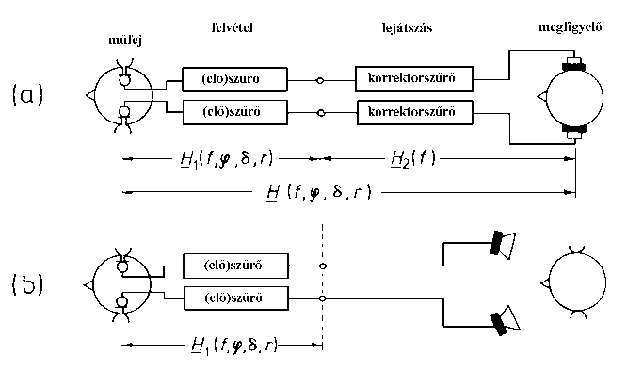 műfej felvétel lejátszás megfigyelő
(a) (elő)szűrő korrektorszűrő
(elő)szűrő korrektorszűrő
H₁(f,φ,δ,r) H₂(f)
H (f,φ,δ,r)
(b) (elő)szűrő
(elő)szűrő
H₁(f,φ,δ,r)